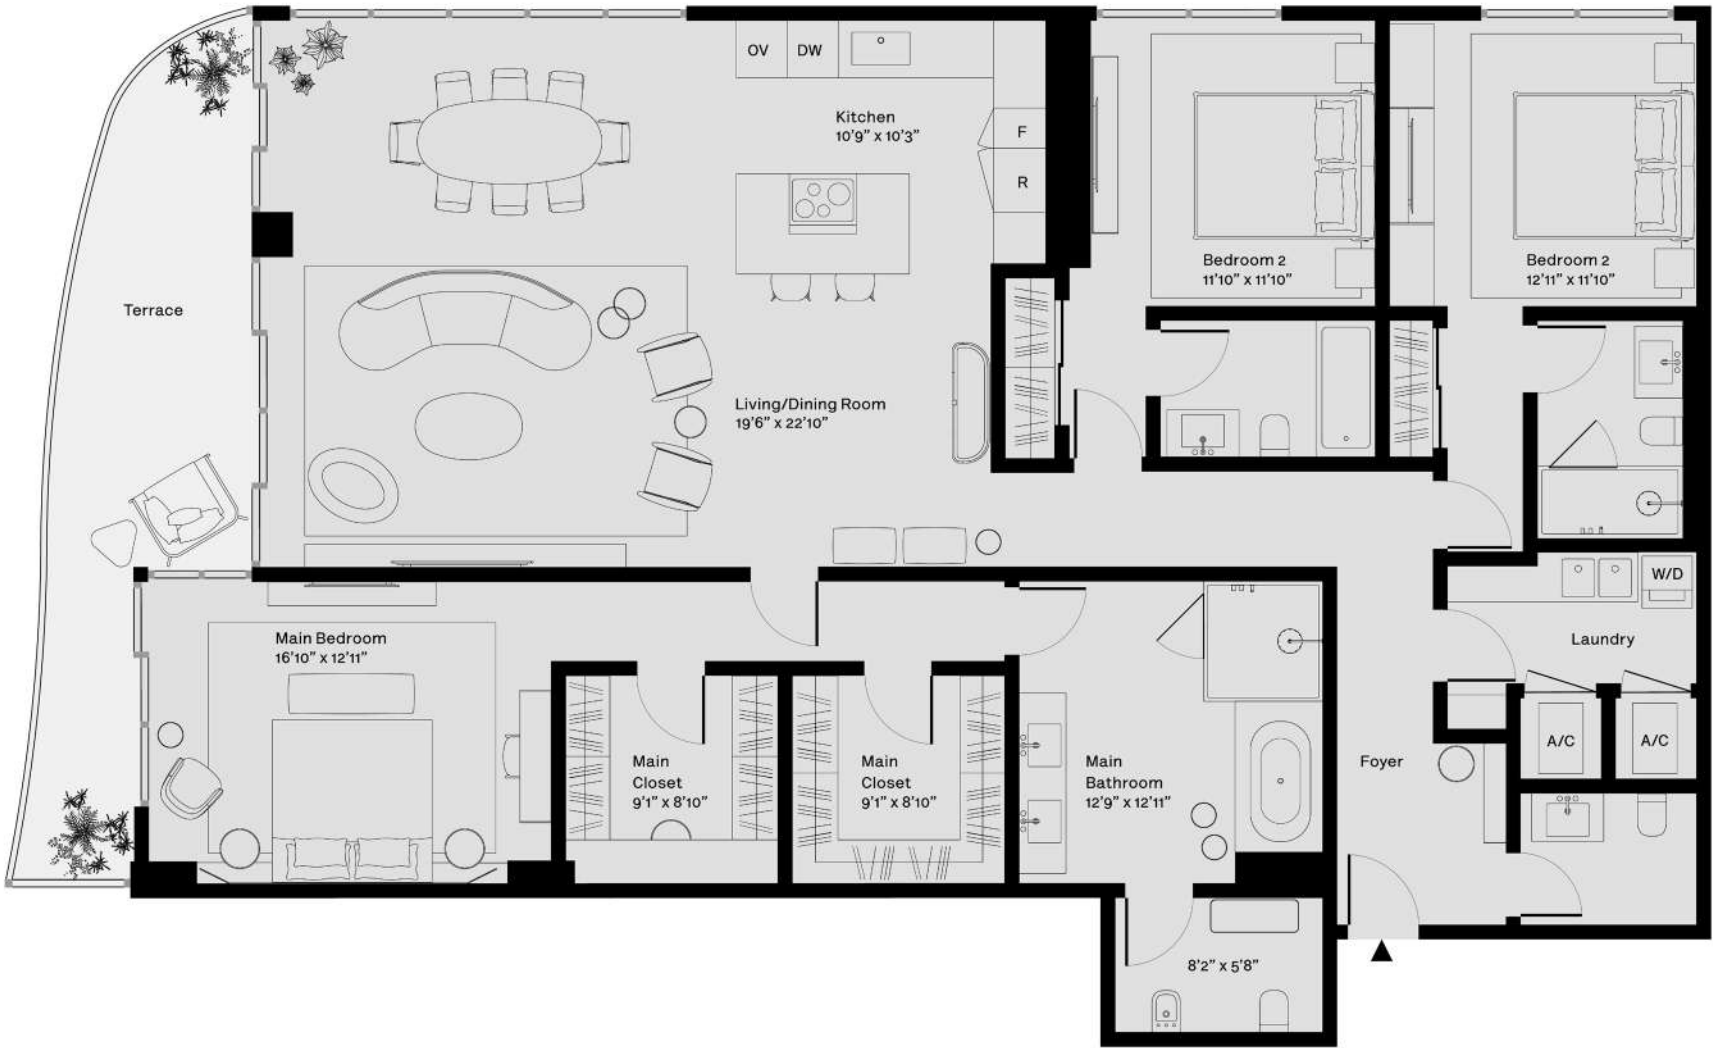 OV
DW
Kitchen
10'9" x 10'3"
F
R
Bedroom 2
11'10" x 11'10"
Bedroom 2
12'11" x 11'10"
Terrace
Living/Dining Room
19'6" x 22'10"
W/D
Laundry
Main Bedroom
16'10" x 12'11"
A/C
A/C
Main
Closet
9'1" x 8'10"
Main
Closet
9'1" x 8'10"
Main
Bathroom
12'9" x 12'11"
Foyer
8'2" x 5'8"